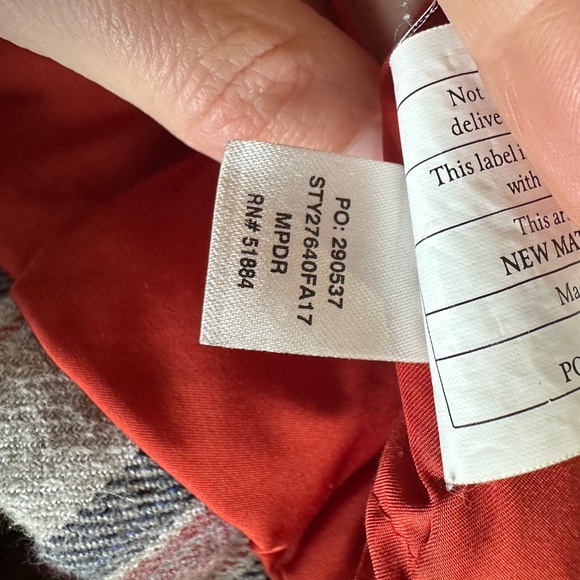 PO: 290537
STY27640FA17
MPDR
RN# 51884
Not
delive
This label i
with
This ar
NEW MAT
Ma
PO